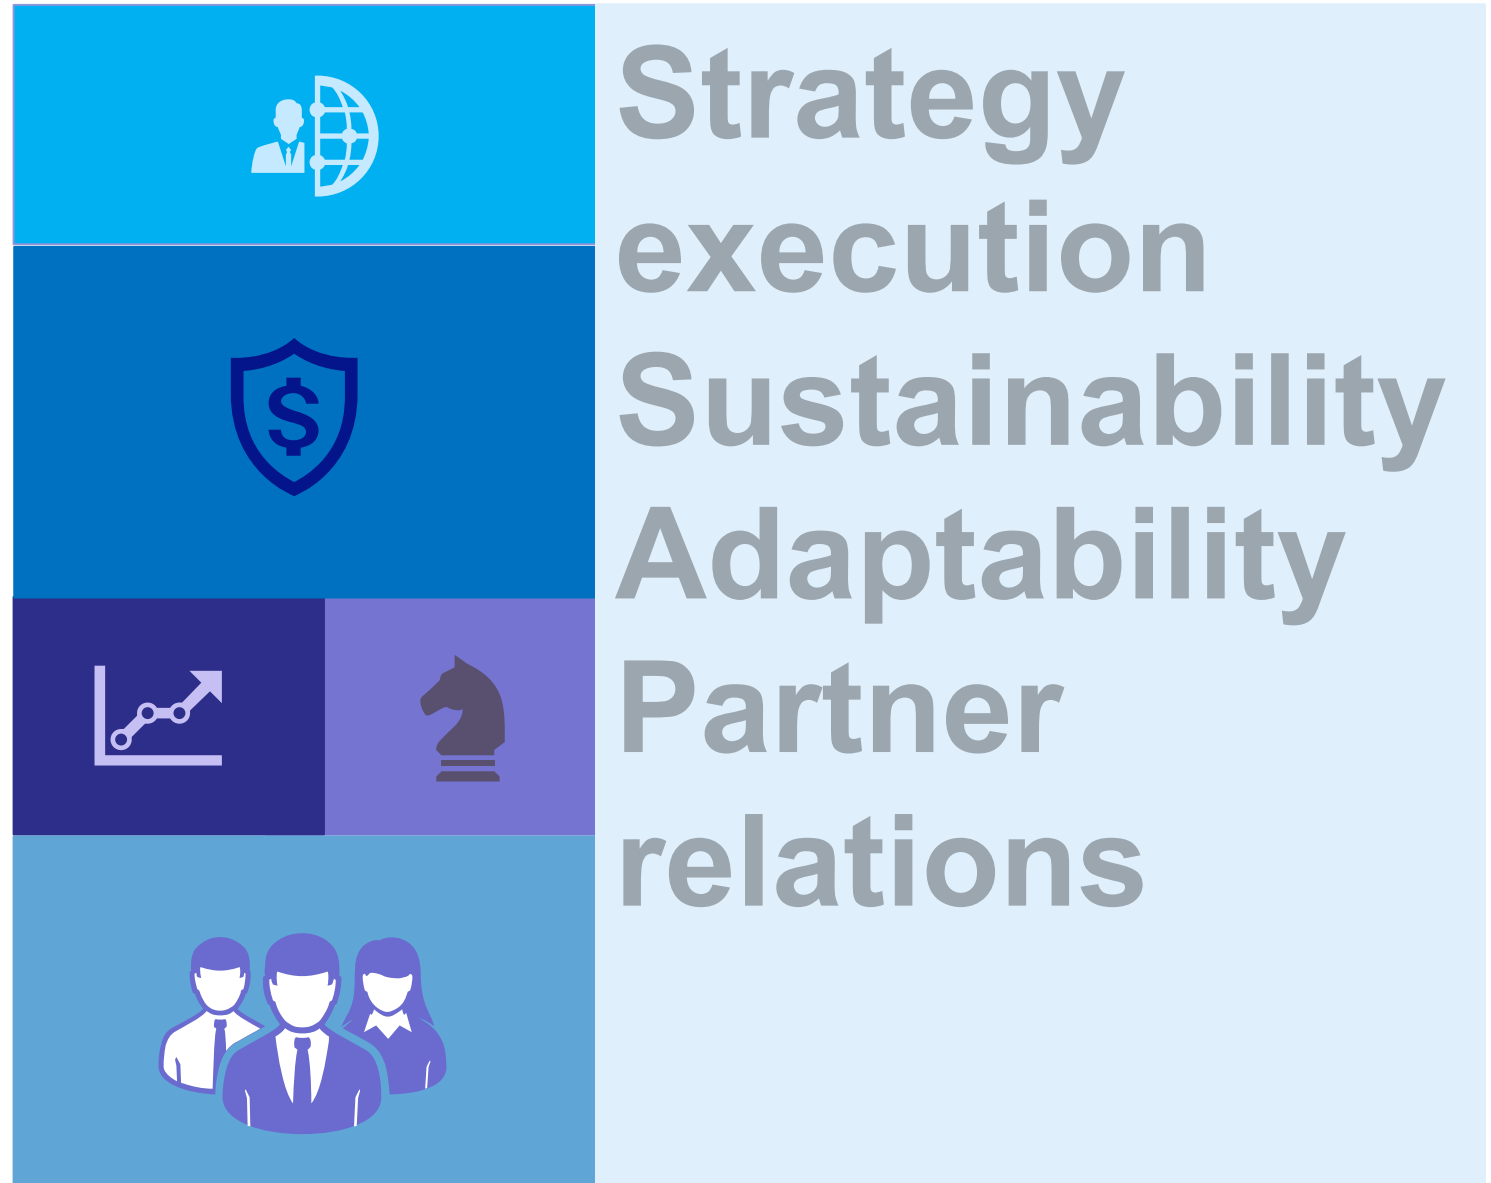 Strategy
execution
Sustainability
Adaptability
Partner
relations
$